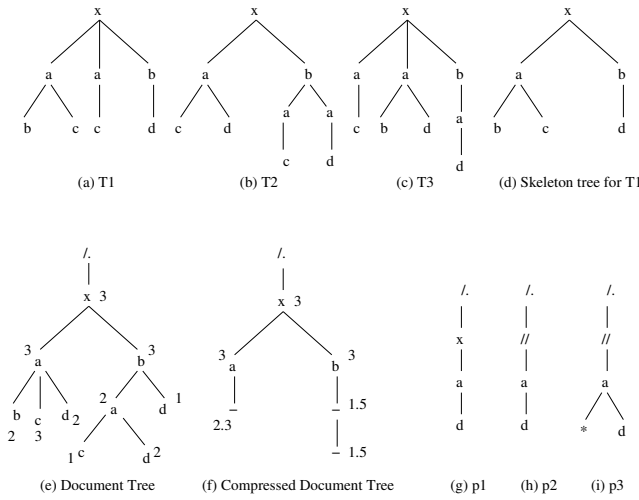 x x x x
a a b a b a a b a b
b c c d c d a a c b d a b c d
c d d
(a) T1 (b) T2 (c) T3 (d) Skeleton tree for T1
/. /.
x 3 x 3 /. /. /.
3 a b 3 3 a b 3 x // //
b c d 2 2 a d 1 – – 1.5 a a a
2 3 1 c d 2 2.3 – 1.5 d d * d
(e) Document Tree (f) Compressed Document Tree (g) p1 (h) p2 (i) p3